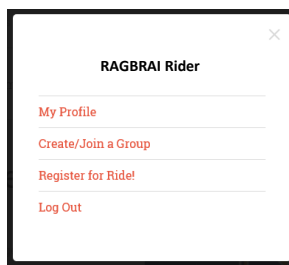 RAGBRAI Rider
My Profile
Create/Join a Group
Register for Ride!
Log Out